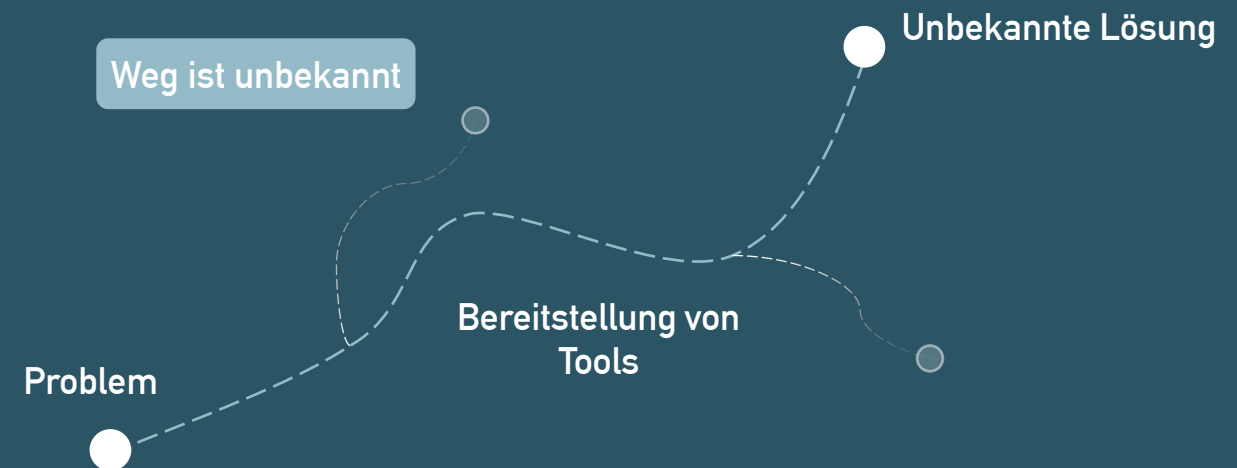 Unbekannte Lösung
Weg ist unbekannt
Bereitstellung von
Tools
Problem